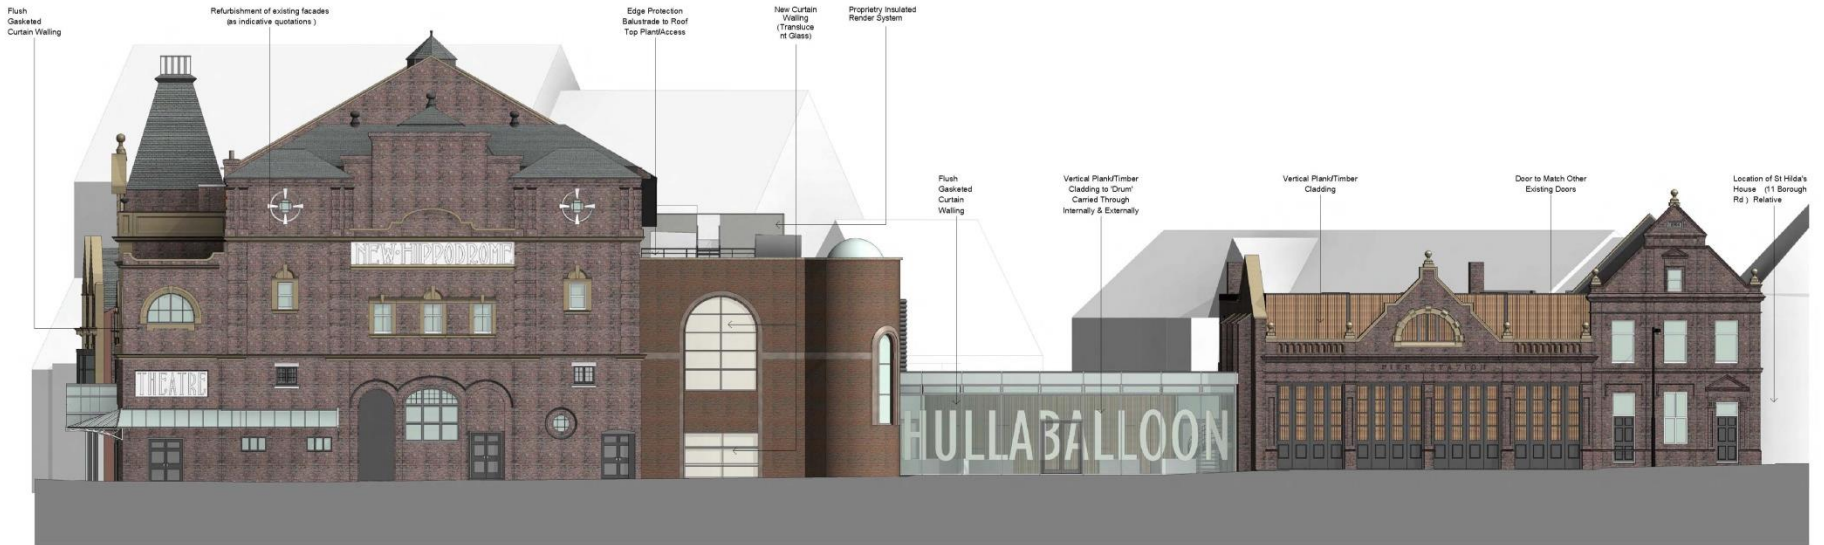 Flush
Gasketed
Curtain Walling
Refurbishment of existing facades
(as indicative quotations )
Edge Protection
Balustrade to Roof
Top Plant/Access
New Curtain
Walling
(Transluce
nt Glass)
Proprietry Insulated
Render System
Flush
Gasketed
Curtain
Walling
Vertical Plank/Timber
Cladding to 'Drum'
Carried Through
Internally & Externally
Vertical Plank/Timber
Cladding
Door to Match Other
Existing Doors
Location of St Hilda's
House (11 Borough
Rd ) Relative
NEW·HIPPODROME
THEATRE
HULLABALLOON
FIRE STATION